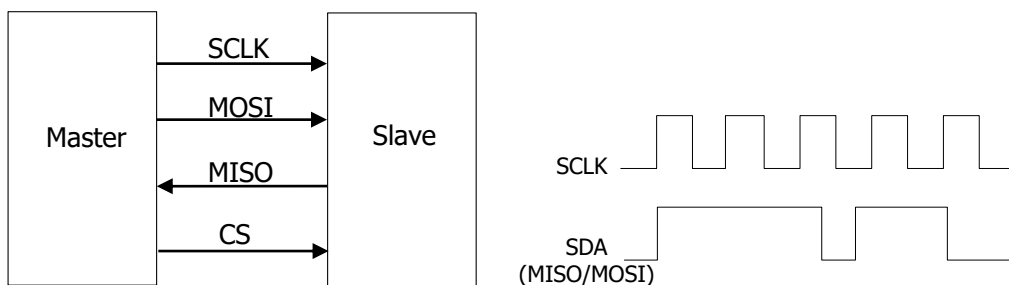 SCLK
MOSI
Master
Slave
MISO
CS
SCLK
SDA
(MISO/MOSI)